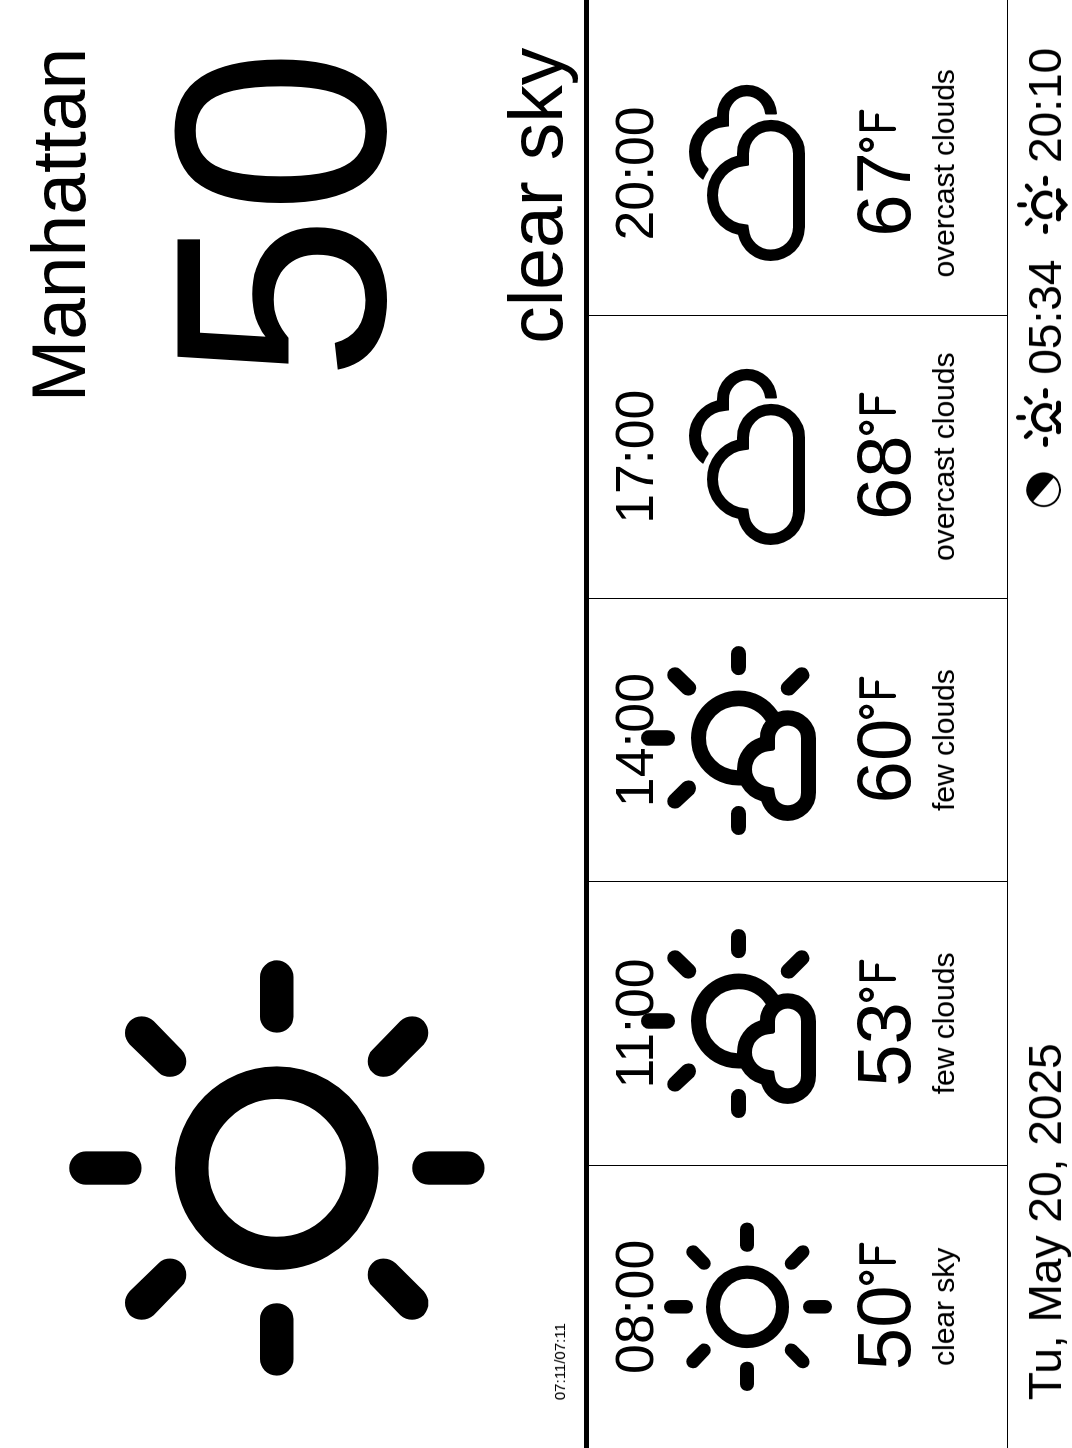 Manhattan
50
clear sky
07:11/07:11
08:00
50°F
clear sky
11:00
53°F
few clouds
14:00
60°F
few clouds
17:00
68°F
overcast clouds
20:00
67°F
overcast clouds
Tu, May 20, 2025
05:34
20:10